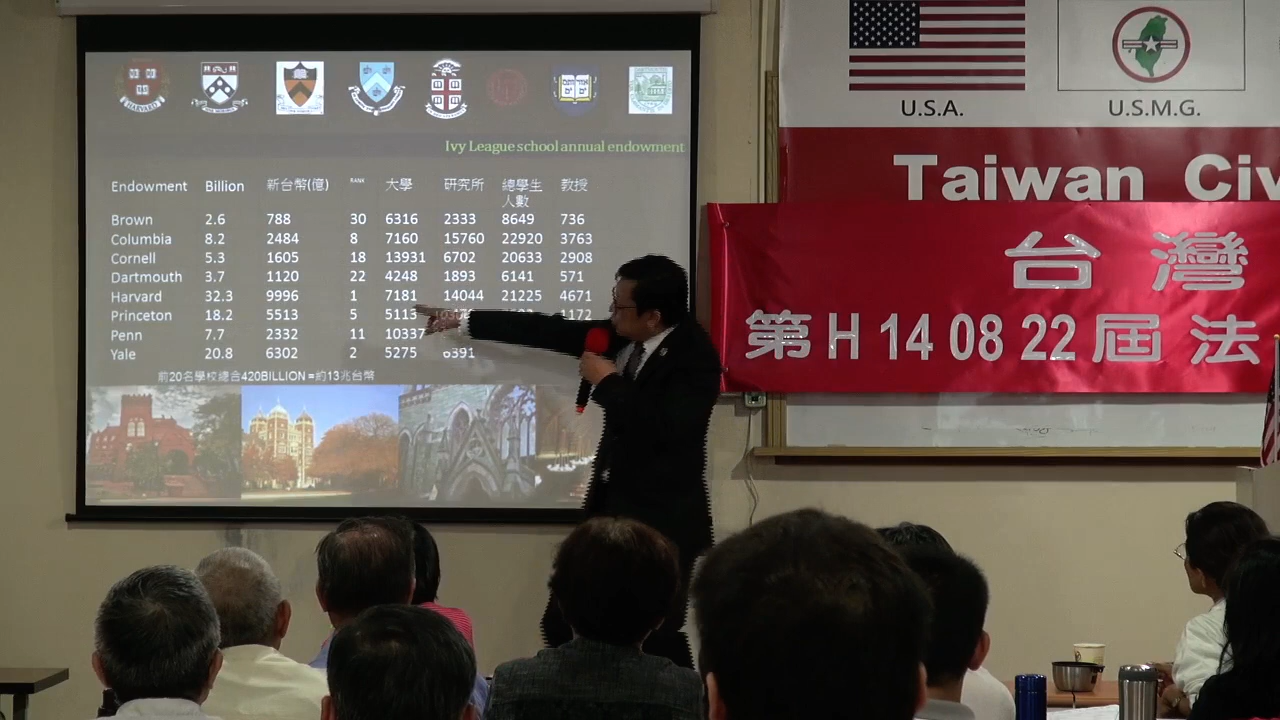 HARVARD
Ivy League school annual endowment
Endowment Billion 新台幣(億) RANK 大學 研究所 總學生人數 教授
Brown 2.6 788 30 6316 2333 8649 736
Columbia 8.2 2484 8 7160 15760 22920 3763
Cornell 5.3 1605 18 13931 6702 20633 2908
Dartmouth 3.7 1120 22 4248 1893 6141 571
Harvard 32.3 9996 1 7181 14044 21225 4671
Princeton 18.2 5513 5 5113 1172
Penn 7.7 2332 11 10337
Yale 20.8 6302 2 5275 6391
前20名學校總合420BILLION=約13兆台幣
U.S.A. U.S.M.G.
Taiwan Civ
台灣
第H 14 08 22屆法